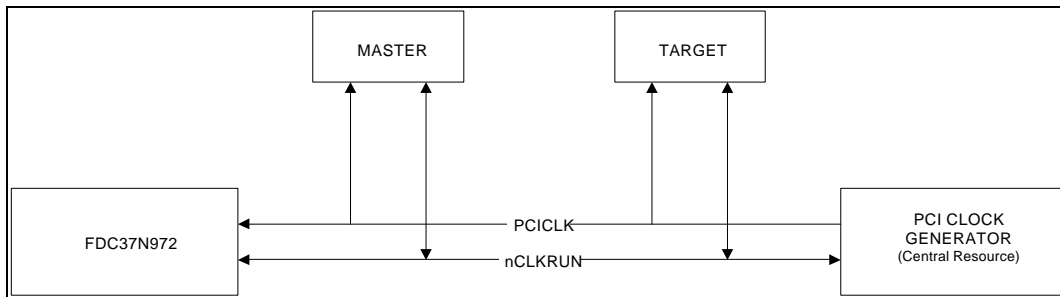 MASTER
TARGET
FDC37N972
PCICLK
nCLKRUN
PCI CLOCK
GENERATOR
(Central Resource)